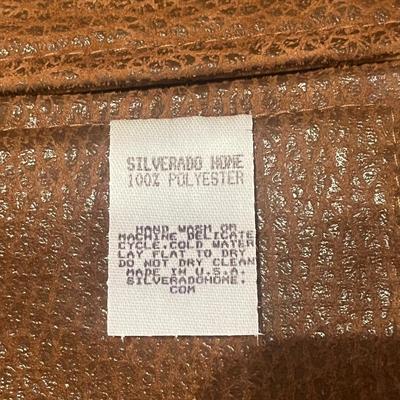 SILVERADO HOME
100% POLYESTER
HAND WASH OR
MACHINE DELICATE
CYCLE.COLD WATER
LAY FLAT TO DRY
DO NOT DRY CLEAN
MADE IN U.S.A.
SILVERADOHOME.
COM